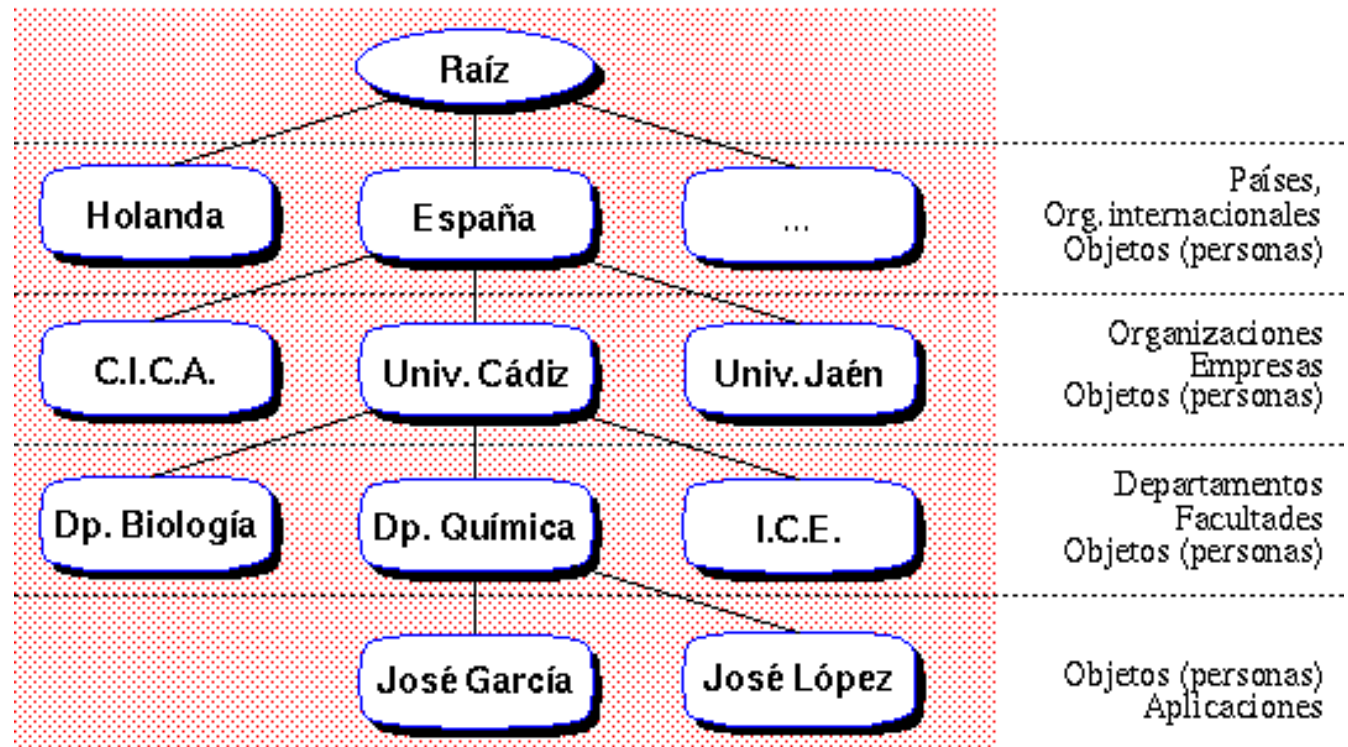 Raíz
Holanda
España
...
Países,
Org. internacionales
Objetos (personas)
C.I.C.A.
Univ. Cádiz
Univ. Jaén
Organizaciones
Empresas
Objetos (personas)
Dp. Biología
Dp. Química
I.C.E.
Departamentos
Facultades
Objetos (personas)
José García
José López
Objetos (personas)
Aplicaciones